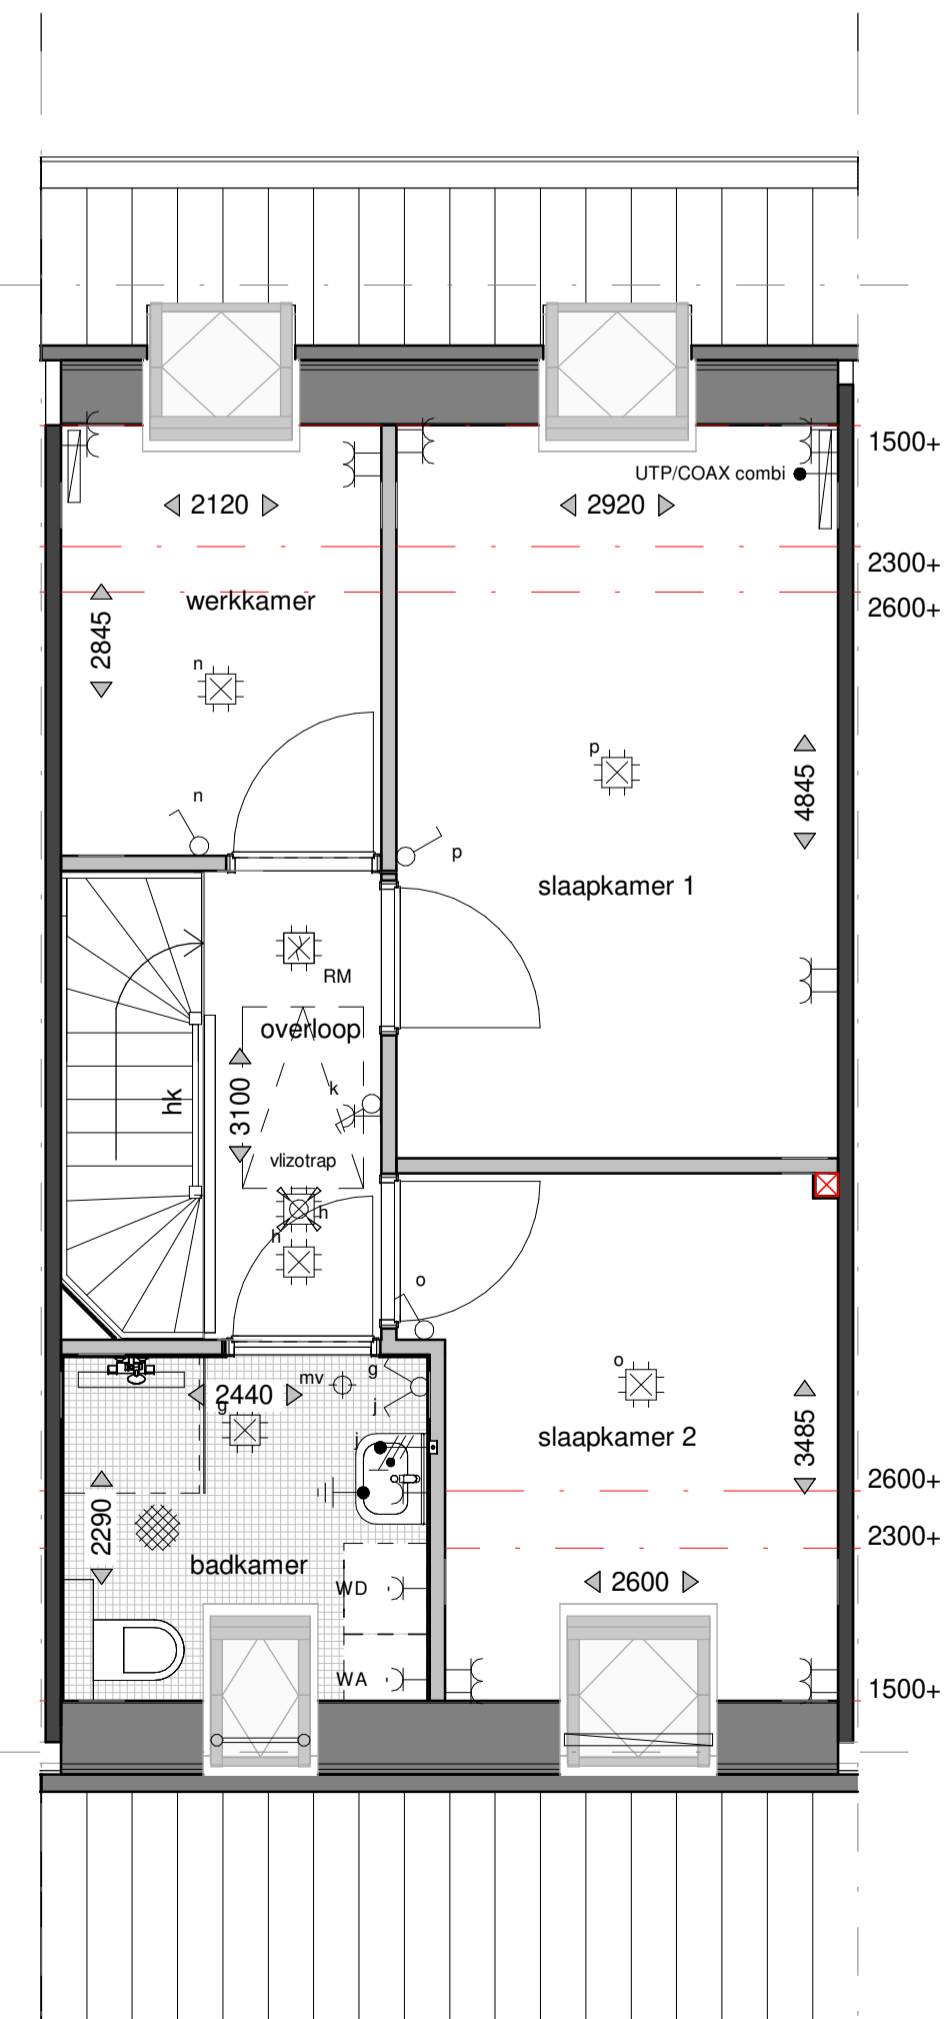 1500+
UTP/COAX combi
2120
2920
2300+
2600+
werkkamer
2845
n
p
4845
n
p
slaapkamer 1
RM
overloop
k
hk
3100
vlizotrap
h
h
o
o
mv
g
2440
g
j
j
slaapkamer 2
3485
2600+
2290
2300+
badkamer
WD
2600
WA
1500+